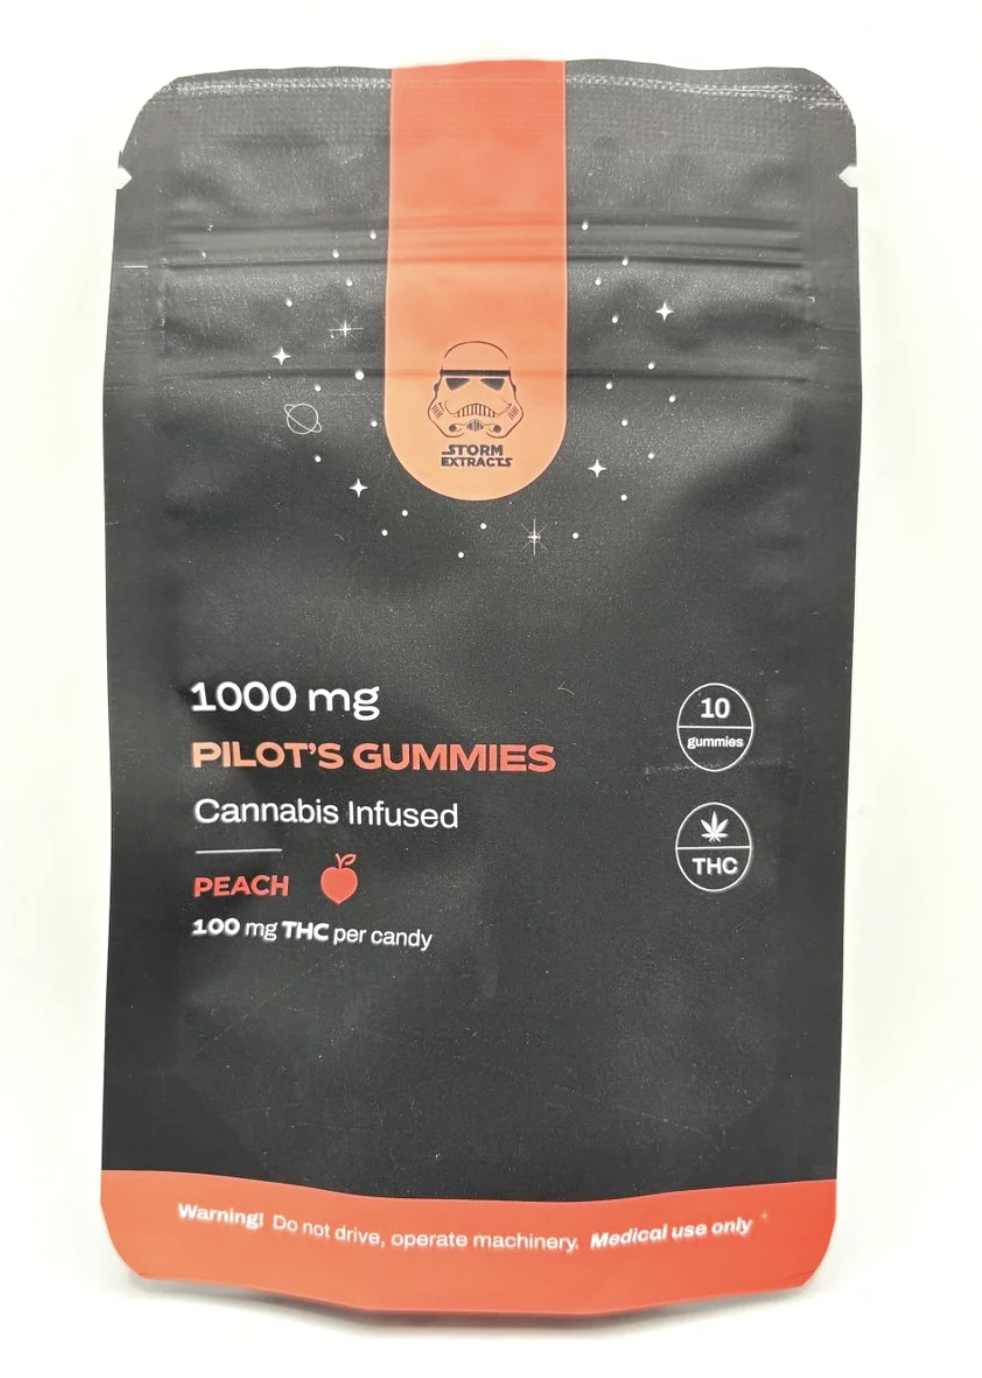 STORM
EXTRACTS
1000 mg
PILOT'S GUMMIES
Cannabis Infused
PEACH
100 mg THC per candy
10
gummies
THC
Warning! Do not drive, operate machinery. Medical use only